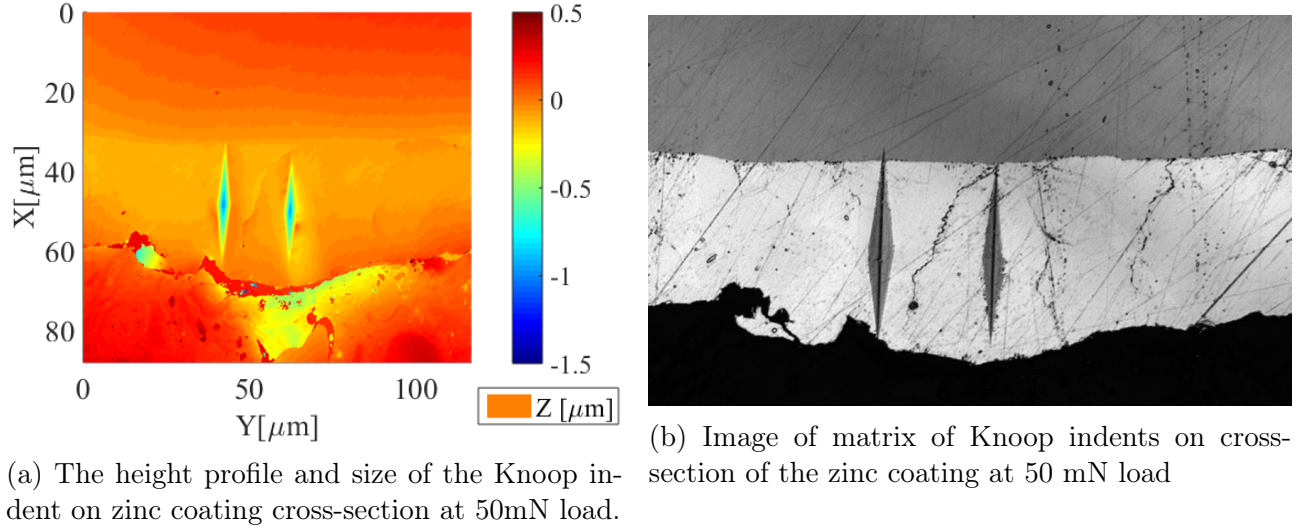 0
20
40
60
80
X[μm]
0
50
100
Y[μm]
0.5
0
-0.5
-1
-1.5
Z [μm]
(a) The height profile and size of the Knoop in-
dent on zinc coating cross-section at 50mN load.
(b) Image of matrix of Knoop indents on cross-
section of the zinc coating at 50 mN load